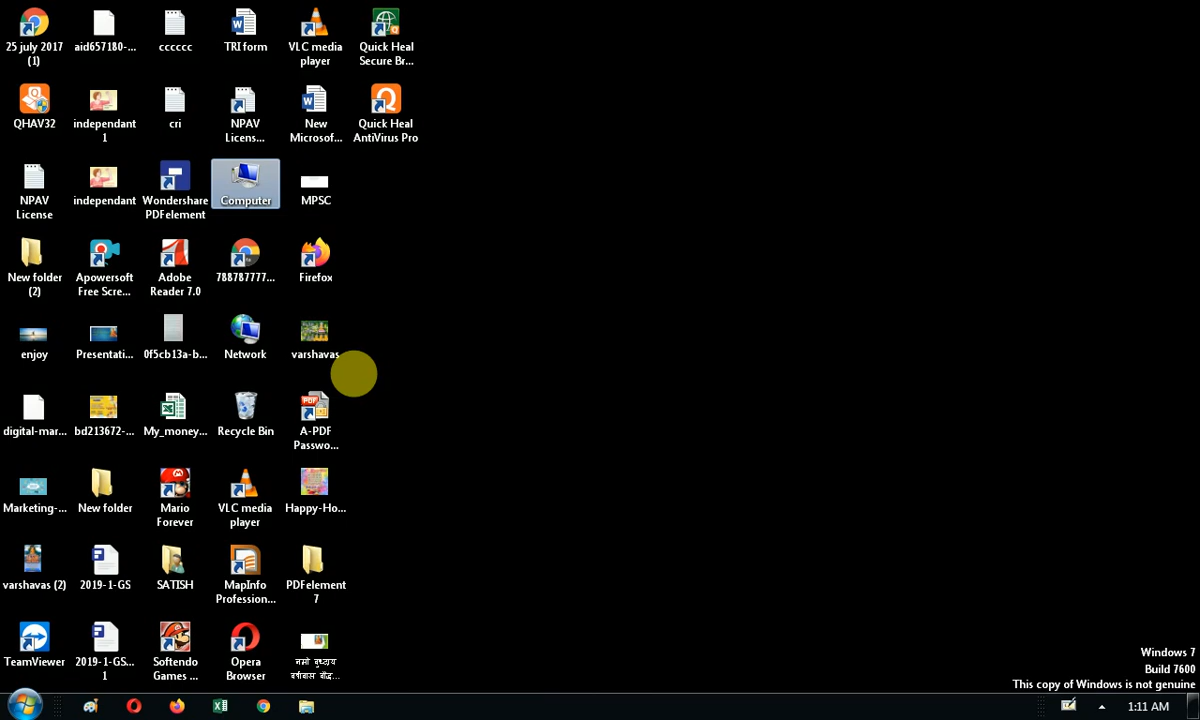 25 july 2017
(1)
aid657180-...
cccccc
TRI form
VLC media
player
Quick Heal
Secure Br...
QHAV32
independant
1
cri
NPAV
Licens...
New
Microsof...
Quick Heal
AntiVirus Pro
NPAV
License
independant
Wondershare
PDFelement
Computer
MPSC
New folder
(2)
Apowersoft
Free Scre...
Adobe
Reader 7.0
788787777...
Firefox
enjoy
Presentati...
0f5cb13a-b...
Network
varshavas
digital-mar...
bd213672-...
My_money...
Recycle Bin
A-PDF
Passwo...
Marketing-...
New folder
Mario
Forever
VLC media
player
Happy-Ho...
varshavas (2)
2019-1-GS
SATISH
MapInfo
Profession...
PDFelement
7
TeamViewer
2019-1-GS...
1
Softendo
Games ...
Opera
Browser
नमो बुध्दाय
वर्षावास बौद्ध...
Windows 7
Build 7600
This copy of Windows is not genuine
1:11 AM